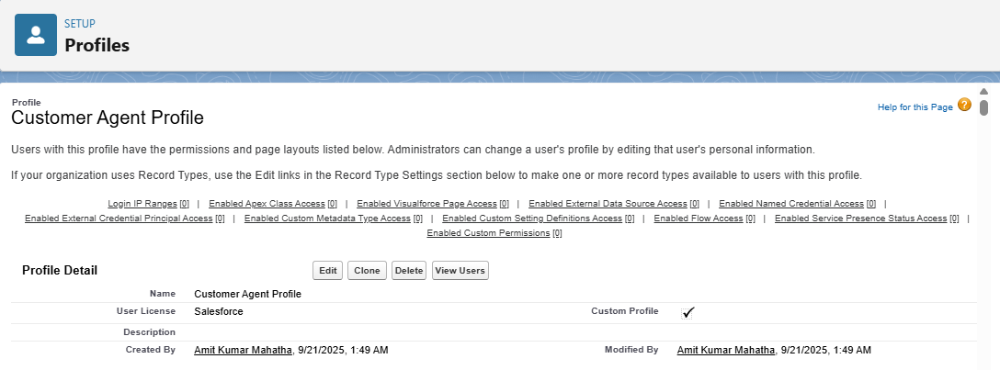 SETUP
Profiles
Profile
Customer Agent Profile
Help for this Page ?
Users with this profile have the permissions and page layouts listed below. Administrators can change a user's profile by editing that user's personal information.
If your organization uses Record Types, use the Edit links in the Record Type Settings section below to make one or more record types available to users with this profile.
Login IP Ranges [0] | Enabled Apex Class Access [0] | Enabled Visualforce Page Access [0] | Enabled External Data Source Access [0] | Enabled Named Credential Access [0] |
Enabled External Credential Principal Access [0] | Enabled Custom Metadata Type Access [0] | Enabled Custom Setting Definitions Access [0] | Enabled Flow Access [0] | Enabled Service Presence Status Access [0] |
Enabled Custom Permissions [0]
Profile Detail Edit Clone Delete View Users
Name Customer Agent Profile
User License Salesforce Custom Profile ✓
Description
Created By Amit Kumar Mahatha, 9/21/2025, 1:49 AM Modified By Amit Kumar Mahatha, 9/21/2025, 1:49 AM